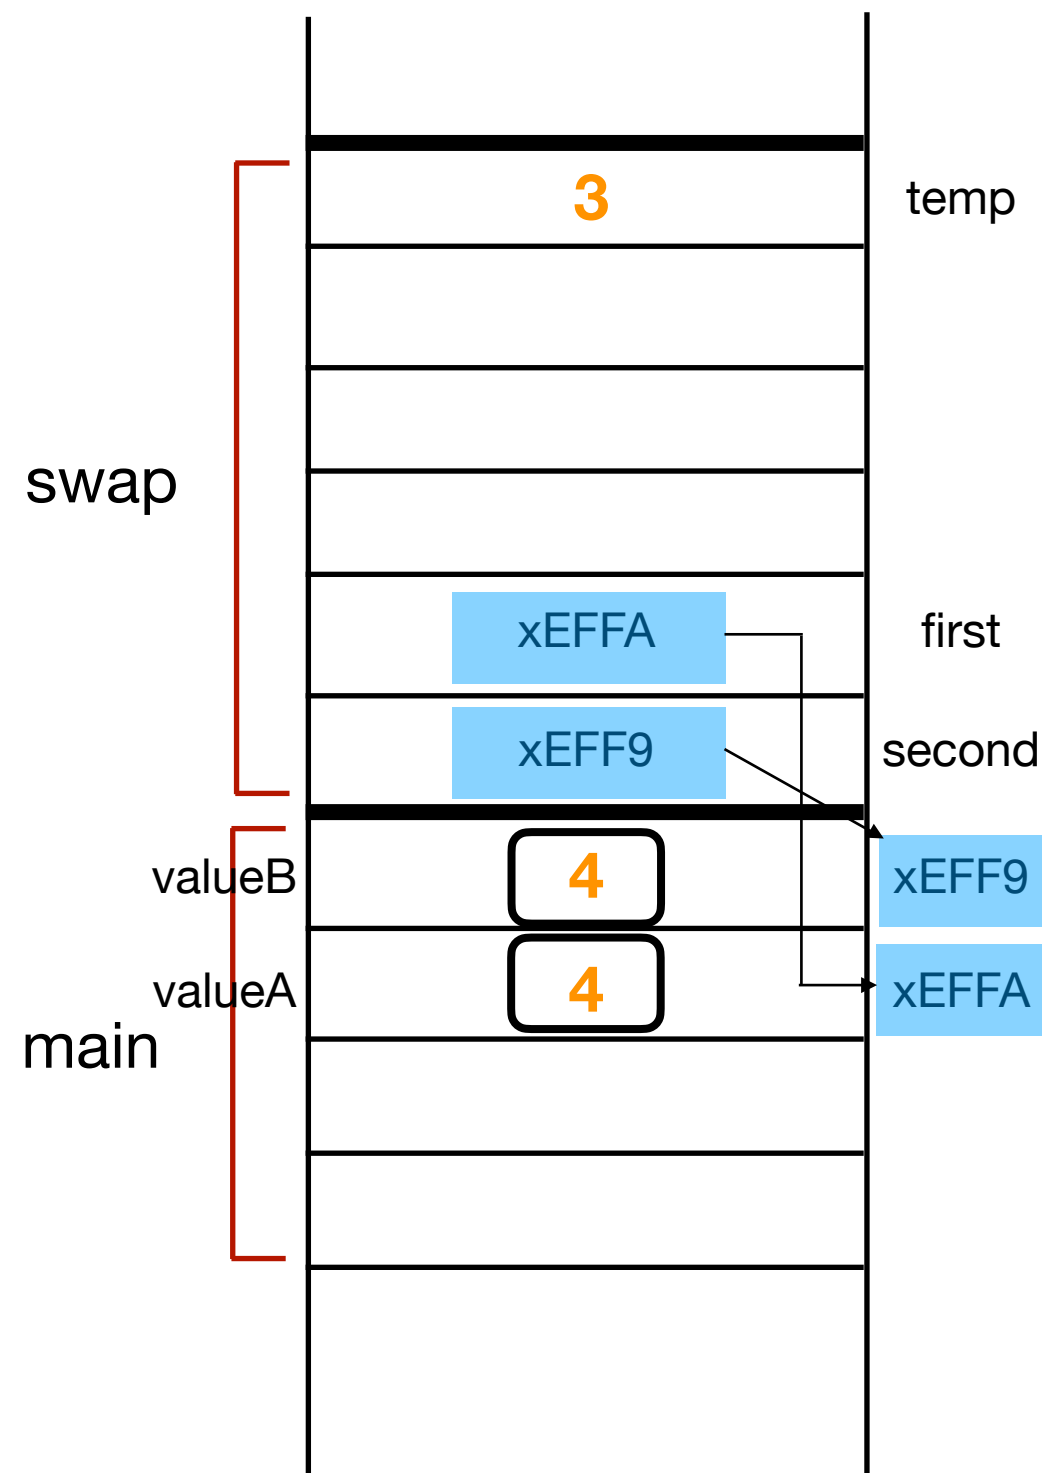 3
temp
swap
xEFFA
first
xEFF9
second
valueB
4
xEFF9
valueA
4
xEFFA
main